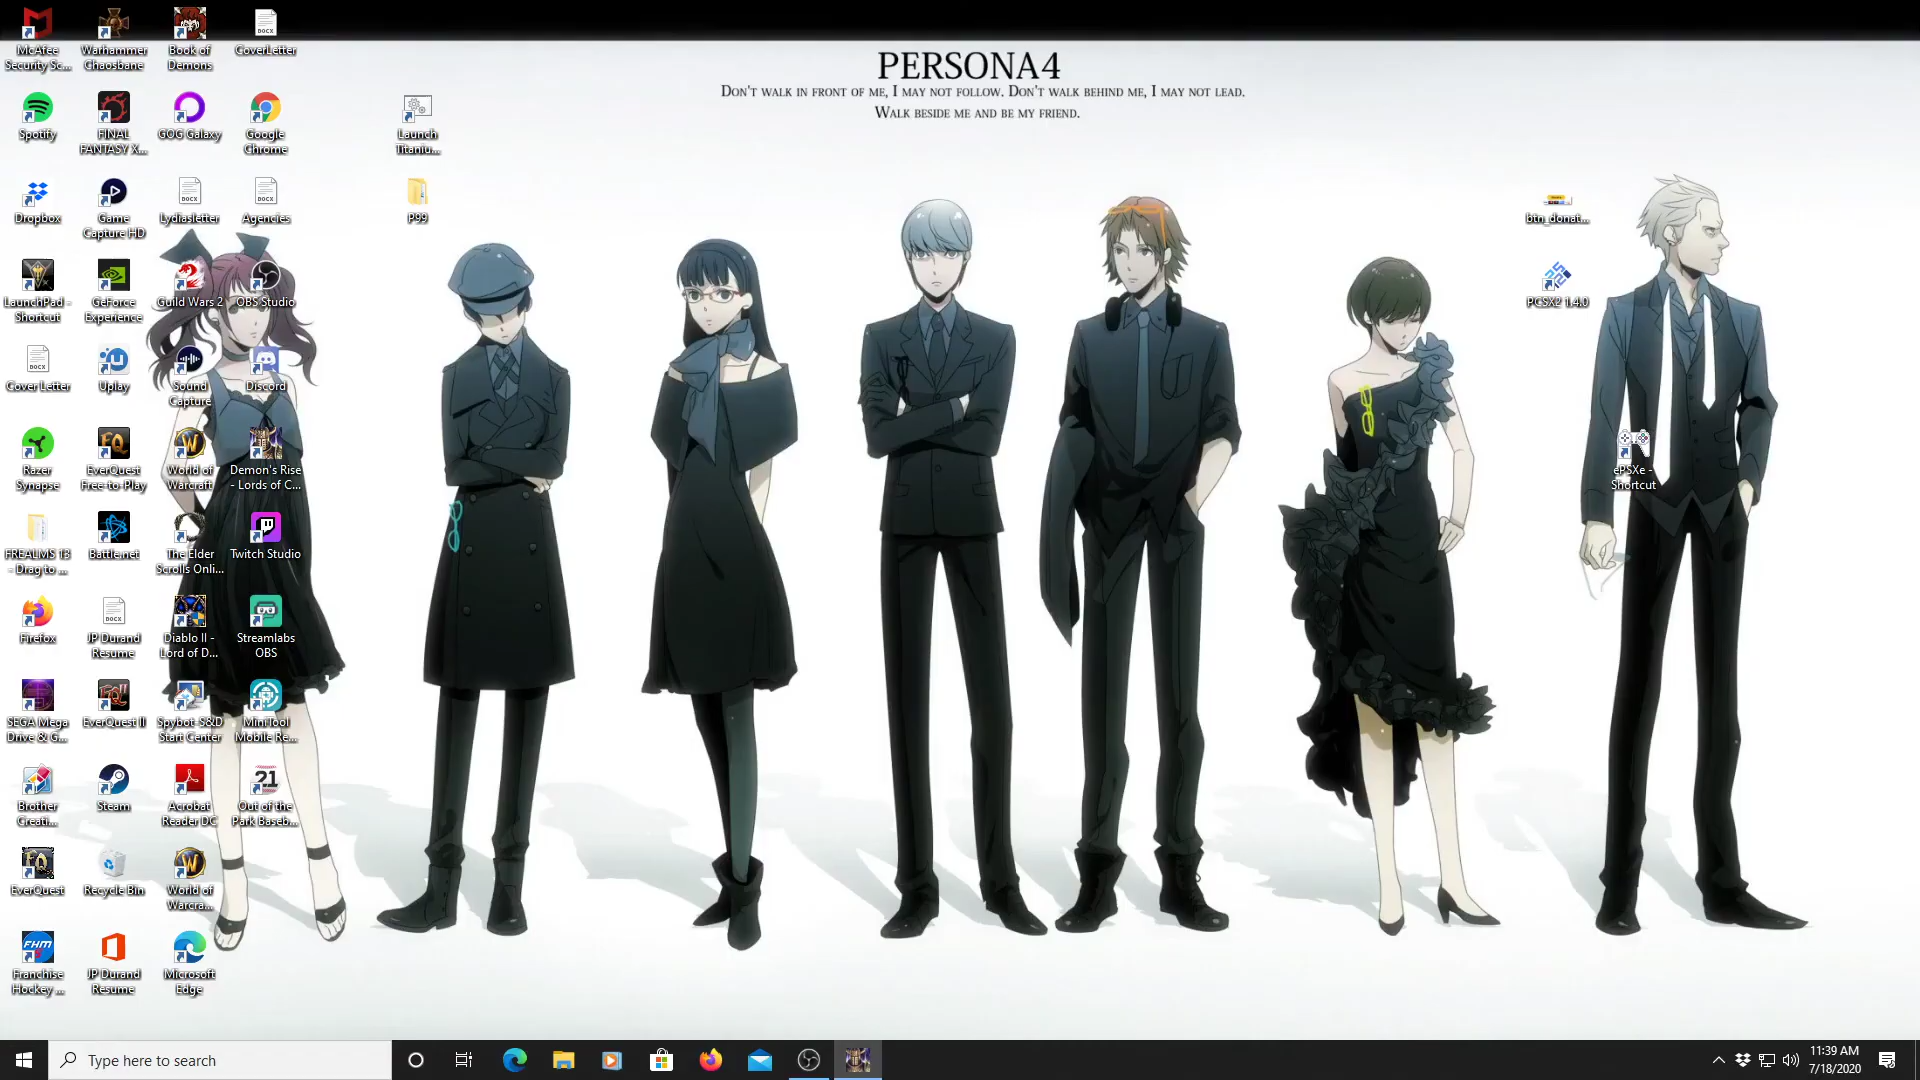 PERSONA4
DON'T WALK IN FRONT OF ME, I MAY NOT FOLLOW. DON'T WALK BEHIND ME, I MAY NOT LEAD.
WALK BESIDE ME AND BE MY FRIEND.
McAfee
Security Sc...
Warhammer
Chaosbane
Book of
Demons
CoverLetter
Spotify
FINAL
FANTASY X...
GOG Galaxy
Google
Chrome
Launch
Titaniu...
Dropbox
Game
Capture HD
Lydiasletter
Agencies
P99
btn_donat...
LaunchPad -
Shortcut
GeForce
Experience
Guild Wars 2
OBS Studio
PCSX2 1.4.0
Cover Letter
Uplay
Sound
Capture
Discord
Razer
Synapse
EverQuest
Free-to-Play
World of
Warcraft
Demon's Rise
- Lords of C...
ePSXe -
Shortcut
FREALMS 13
- Drag to ...
Battle.net
The Elder
Scrolls Onli...
Twitch Studio
Firefox
JP Durand
Resume
Diablo II -
Lord of D...
Streamlabs
OBS
SEGA Mega
Drive & G...
EverQuest II
Spybot-S&D
Start Center
MiniTool
Mobile Re...
Brother
Creati...
Steam
Acrobat
Reader DC
21
Out of the
Park Baseb...
EverQuest
Recycle Bin
World of
Warcra...
FHM
Franchise
Hockey ...
JP Durand
Resume
Microsoft
Edge
Type here to search
11:39 AM
7/18/2020